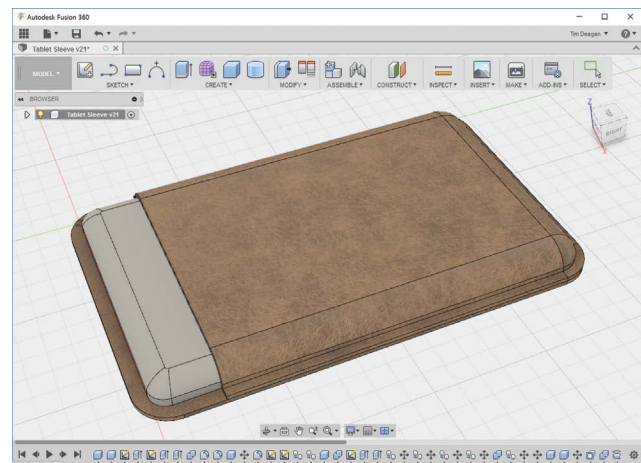 Autodesk Fusion 360
Tim Deagan
Tablet Sleeve v21*
MODEL
SKETCH
CREATE
MODIFY
ASSEMBLE
CONSTRUCT
INSPECT
INSERT
MAKE
ADD-INS
SELECT
BROWSER
Tablet Sleeve v21
Z
RIGHT